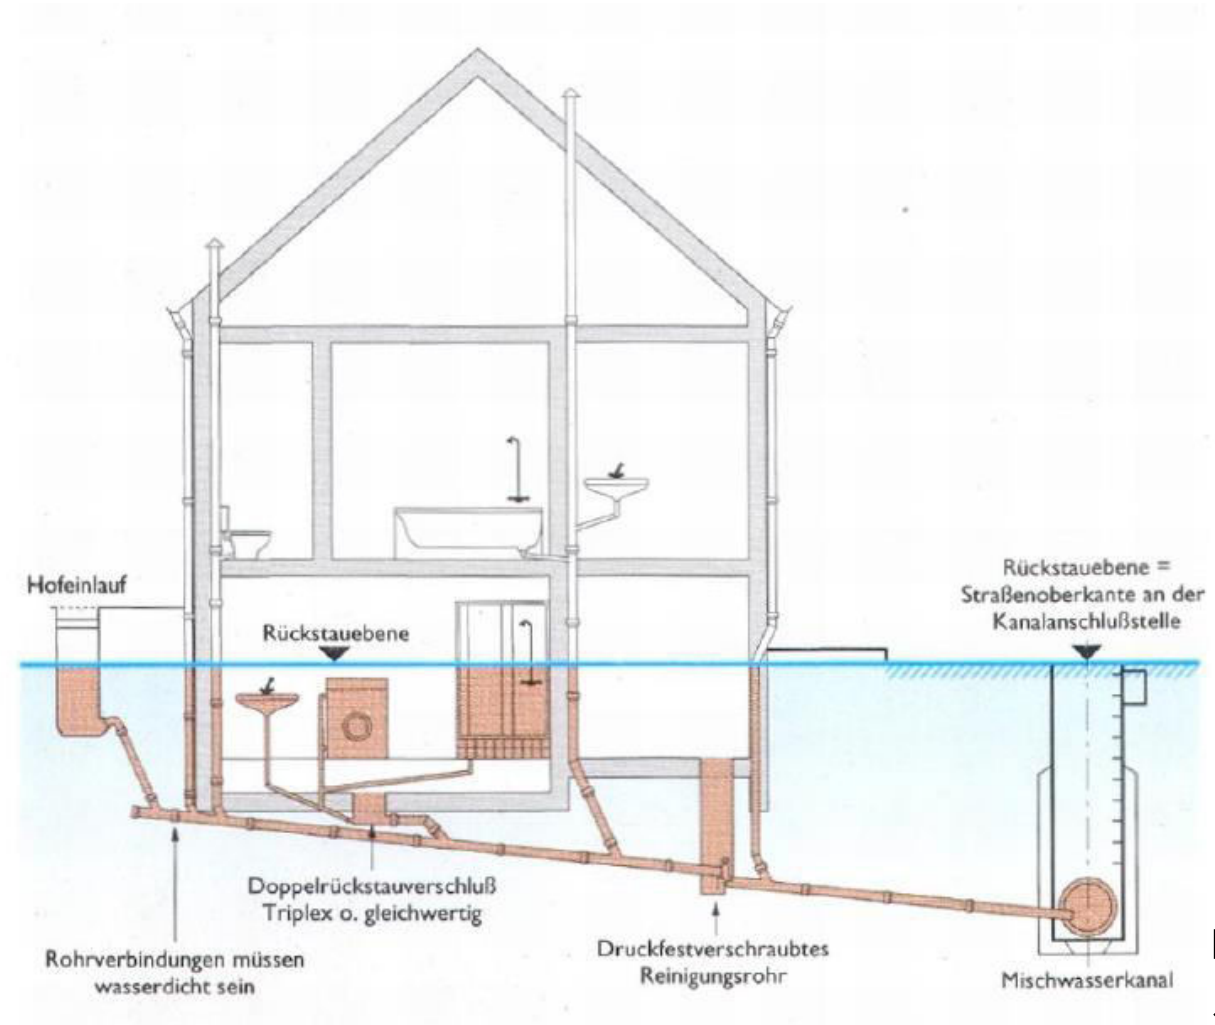 Hofeinlauf
Rückstauebene
Rückstauebene =
Straßenoberkante an der
Kanalanschlußstelle
Doppelrückstauverschluß
Triplex o. gleichwertig
Rohrverbindungen müssen
wasserdicht sein
Druckfestverschraubtes
Reinigungsrohr
Mischwasserkanal